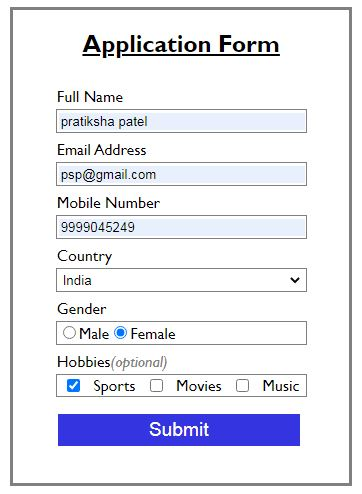 Application Form
Full Name
pratiksha patel
Email Address
psp@gmail.com
Mobile Number
9999045249
Country
India
Gender
Male Female
Hobbies(optional)
Sports Movies Music
Submit